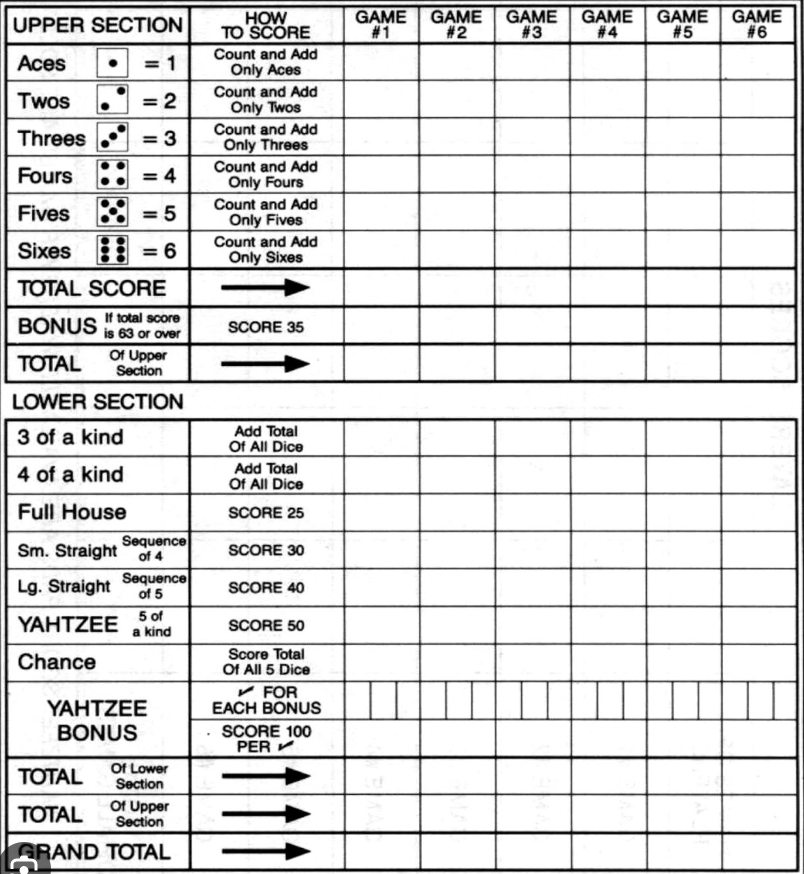 UPPER SECTION HOW TO SCORE GAME #1 GAME #2 GAME #3 GAME #4 GAME #5 GAME #6
Aces = 1 Count and Add Only Aces
Twos = 2 Count and Add Only Twos
Threes = 3 Count and Add Only Threes
Fours = 4 Count and Add Only Fours
Fives = 5 Count and Add Only Fives
Sixes = 6 Count and Add Only Sixes
TOTAL SCORE
BONUS If total score is 63 or over SCORE 35
TOTAL Of Upper Section
LOWER SECTION
3 of a kind Add Total Of All Dice
4 of a kind Add Total Of All Dice
Full House SCORE 25
Sm. Straight Sequence of 4 SCORE 30
Lg. Straight Sequence of 5 SCORE 40
YAHTZEE 5 of a kind SCORE 50
Chance Score Total Of All 5 Dice
YAHTZEE BONUS ✓ FOR EACH BONUS
SCORE 100 PER ✓
TOTAL Of Lower Section
TOTAL Of Upper Section
GRAND TOTAL